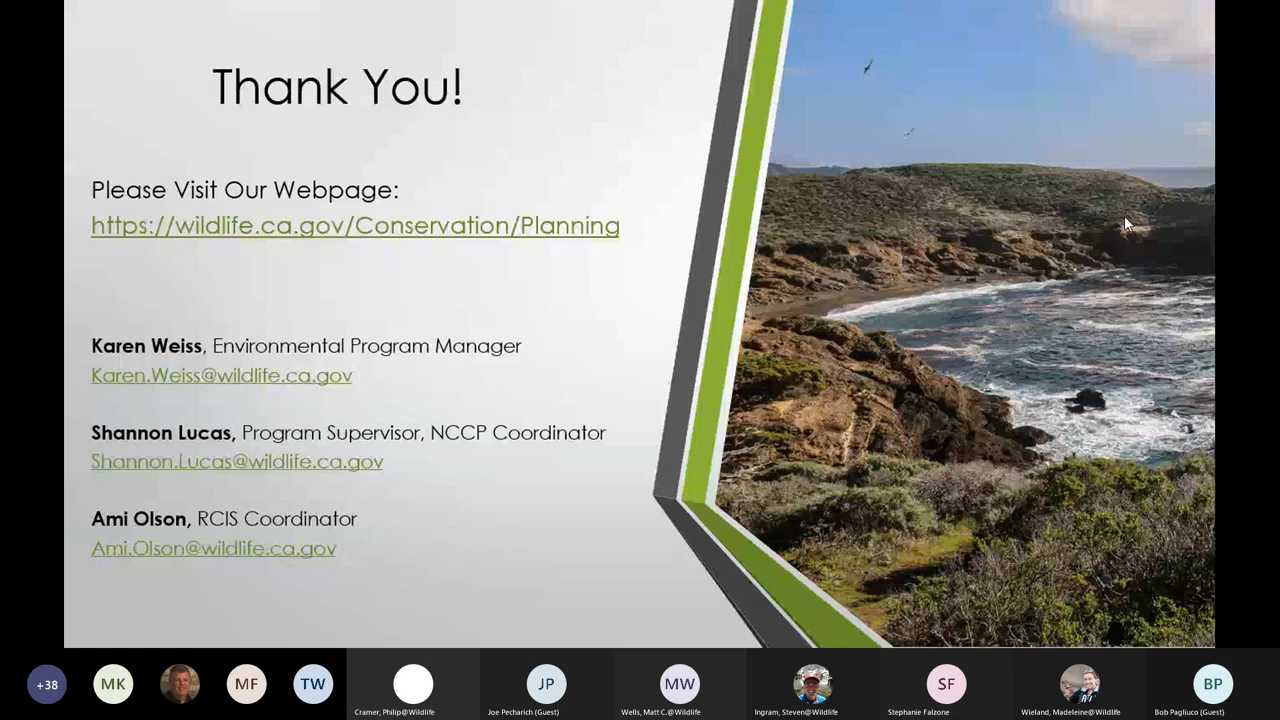 Thank You!
Please Visit Our Webpage:
https://wildlife.ca.gov/Conservation/Planning
Karen Weiss, Environmental Program Manager
Karen.Weiss@wildlife.ca.gov
Shannon Lucas, Program Supervisor, NCCP Coordinator
Shannon.Lucas@wildlife.ca.gov
Ami Olson, RCIS Coordinator
Ami.Olson@wildlife.ca.gov
+38
MK
MF
TW
JP
MW
SF
BP
Cramer, Philip@Wildlife
Joe Pecharich (Guest)
Wells, Matt C.@Wildlife
Ingram, Steven@Wildlife
Stephanie Falzone
Wieland, Madeleine@Wildlife
Bob Pagliuco (Guest)